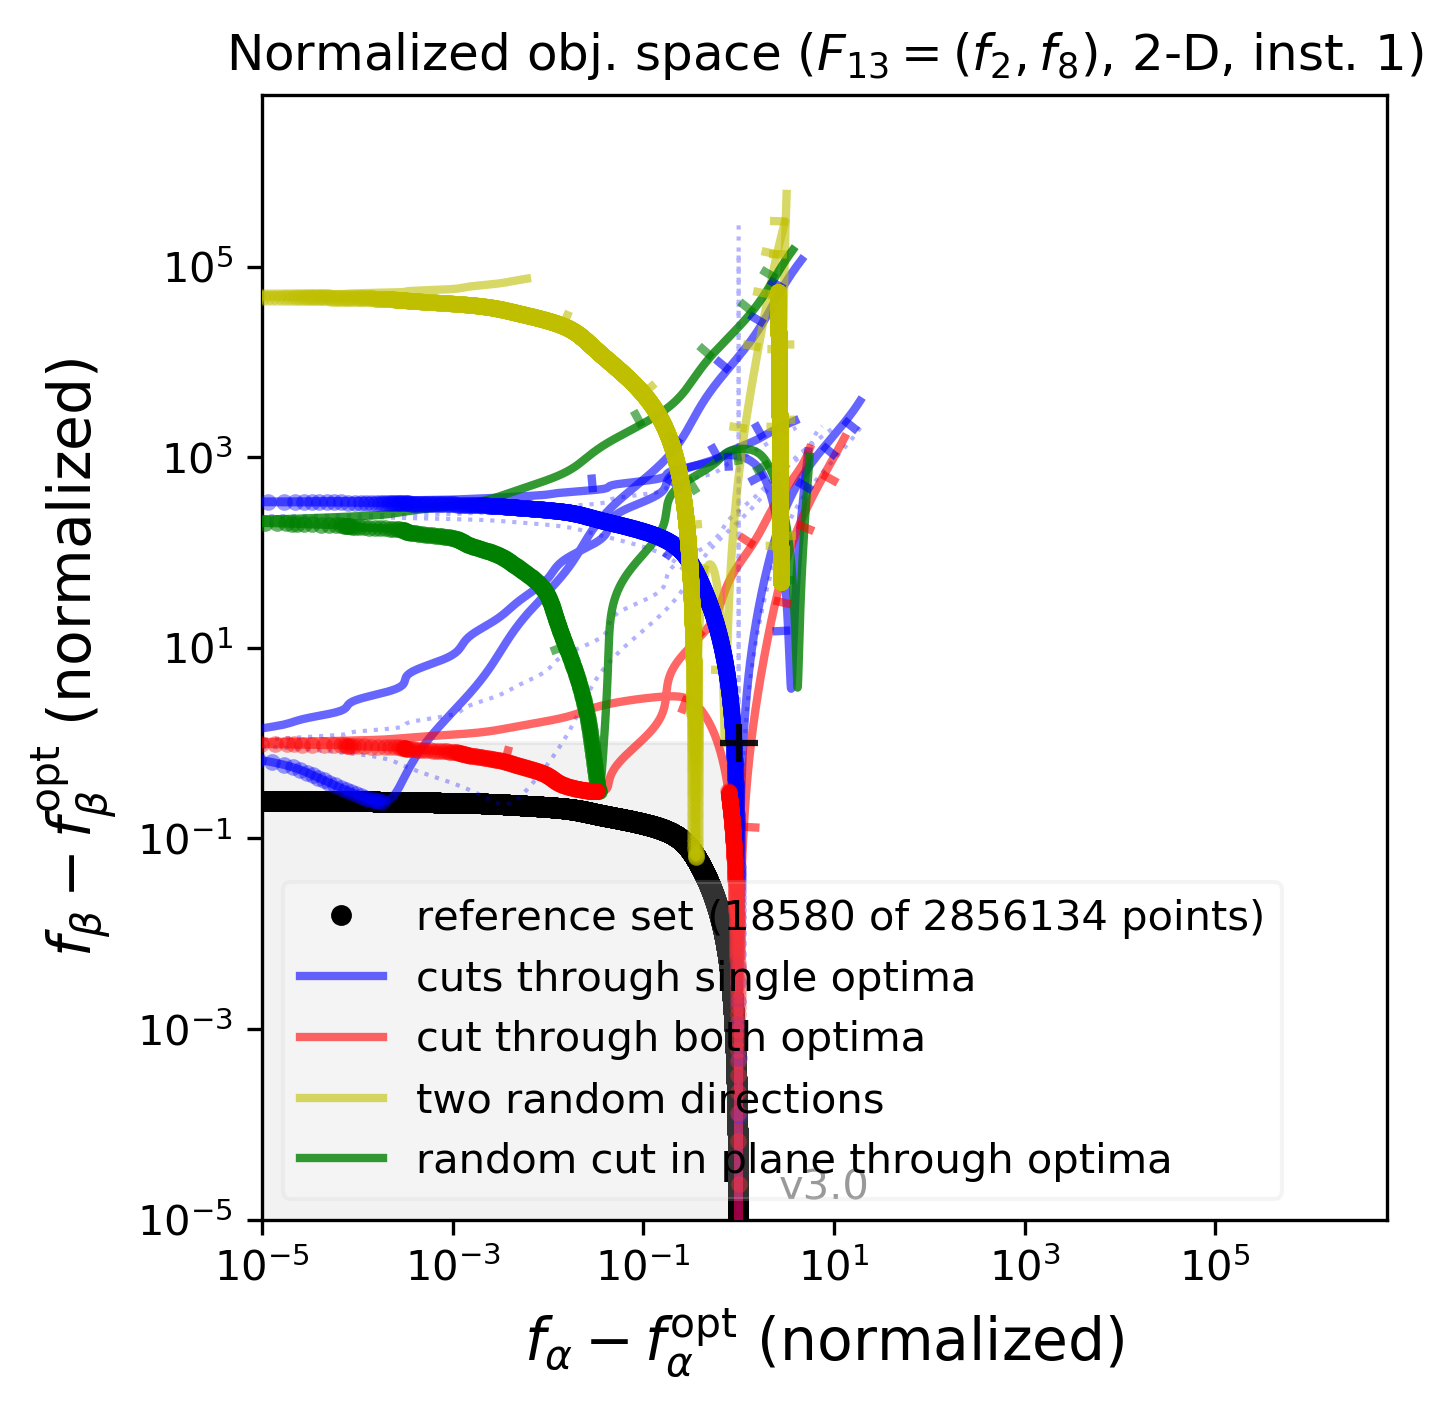 Normalized obj. space (F₁₃ = (f₂, f₈), 2-D, inst. 1)
f_β − f_β^opt (normalized)
10⁵
10³
10¹
10⁻¹
10⁻³
10⁻⁵
reference set (18580 of 2856134 points)
cuts through single optima
cut through both optima
two random directions
random cut in plane through optima
v3.0
10⁻⁵ 10⁻³ 10⁻¹ 10¹ 10³ 10⁵
f_α − f_α^opt (normalized)